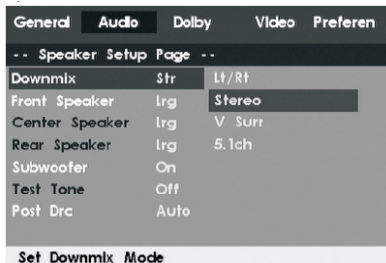 General Audio Dolby Video Preferen
-- Speaker Setup Page --
Downmix Str Lt/Rt
Front Speaker lrg Stereo
Center Speaker lrg V Surr
Rear Speaker lrg 5.1ch
Subwoofer On
Test Tone Off
Post Drc Auto
Set Downmix Mode